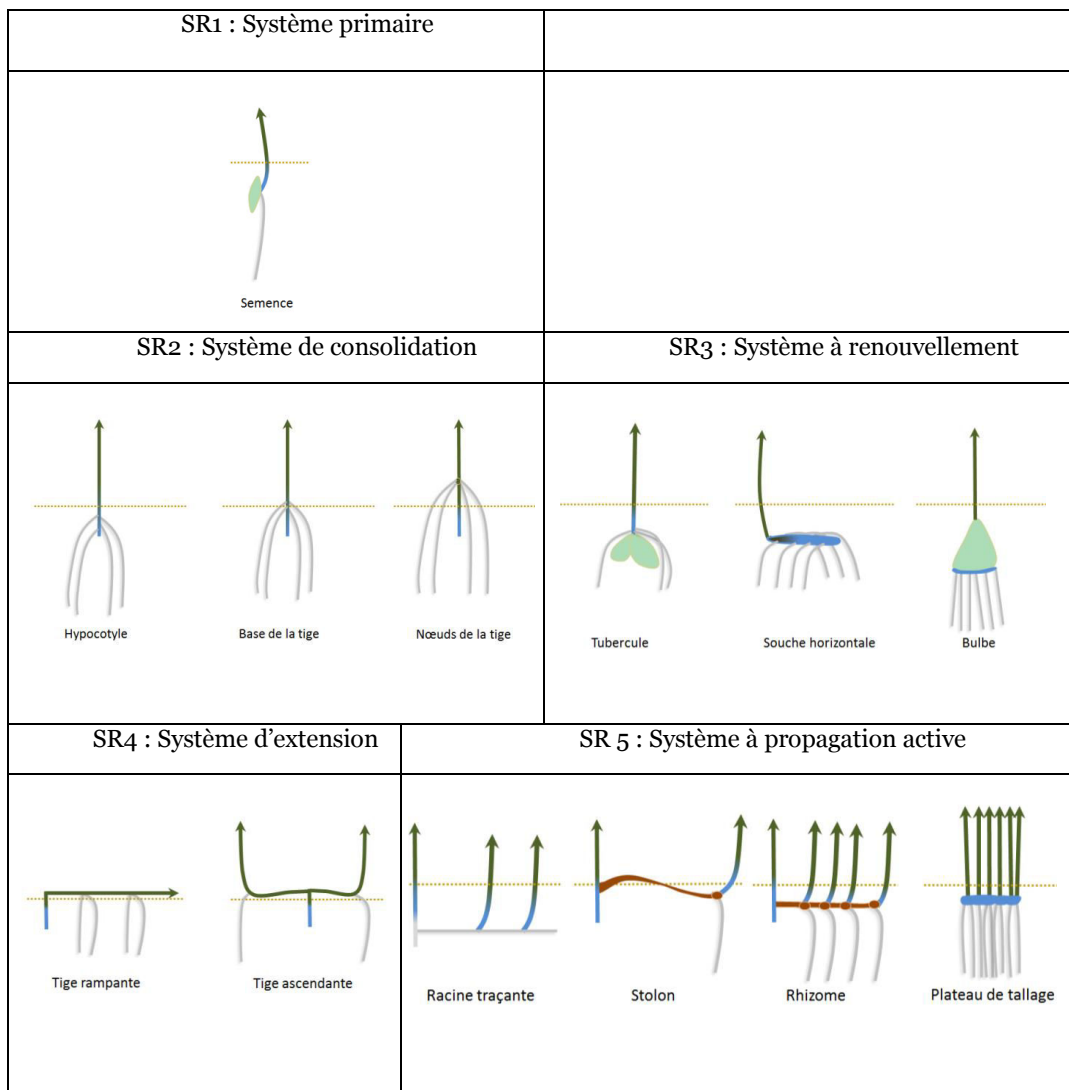 SR1 : Système primaire
Semence
SR2 : Système de consolidation
SR3 : Système à renouvellement
Hypocotyle
Base de la tige
Nœuds de la tige
Tubercule
Souche horizontale
Bulbe
SR4 : Système d’extension
SR 5 : Système à propagation active
Tige rampante
Tige ascendante
Racine traçante
Stolon
Rhizome
Plateau de tallage